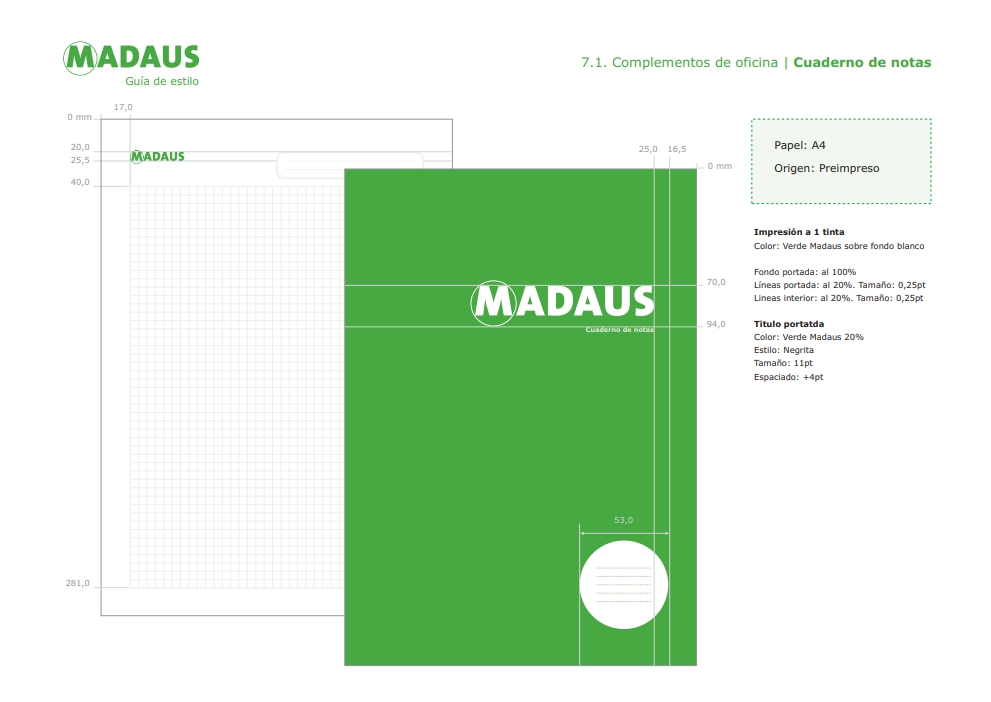 MADAUS
Guía de estilo
7.1. Complementos de oficina | Cuaderno de notas
17,0
0 mm
20,0
25,5
40,0
281,0
MADAUS
25,0 16,5
0 mm
70,0
94,0
MADAUS
Cuaderno de notas
53,0
Papel: A4
Origen: Preimpreso
Impresión a 1 tinta
Color: Verde Madaus sobre fondo blanco
Fondo portada: al 100%
Líneas portada: al 20%. Tamaño: 0,25pt
Lineas interior: al 20%. Tamaño: 0,25pt
Titulo portatda
Color: Verde Madaus 20%
Estilo: Negrita
Tamaño: 11pt
Espaciado: +4pt